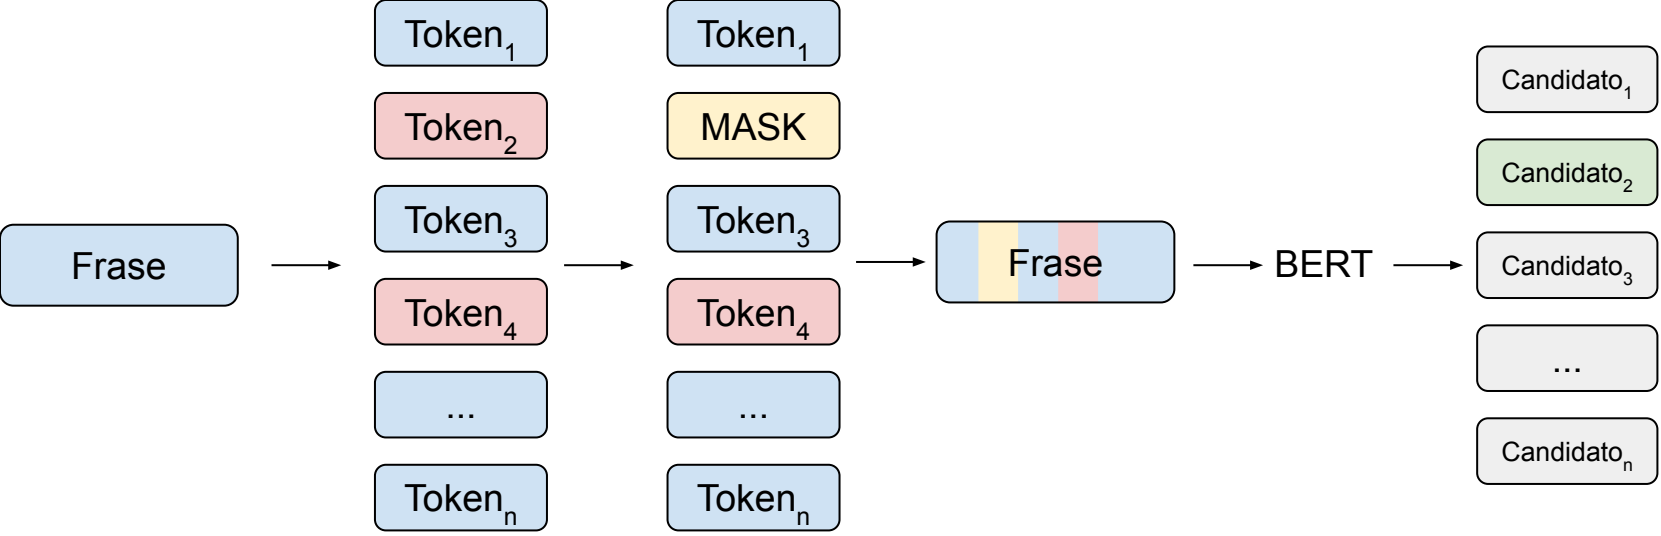 Frase
Token1
Token2
Token3
Token4
...
Tokenn
Token1
MASK
Token3
Token4
...
Tokenn
Frase
BERT
Candidato1
Candidato2
Candidato3
...
Candidaton